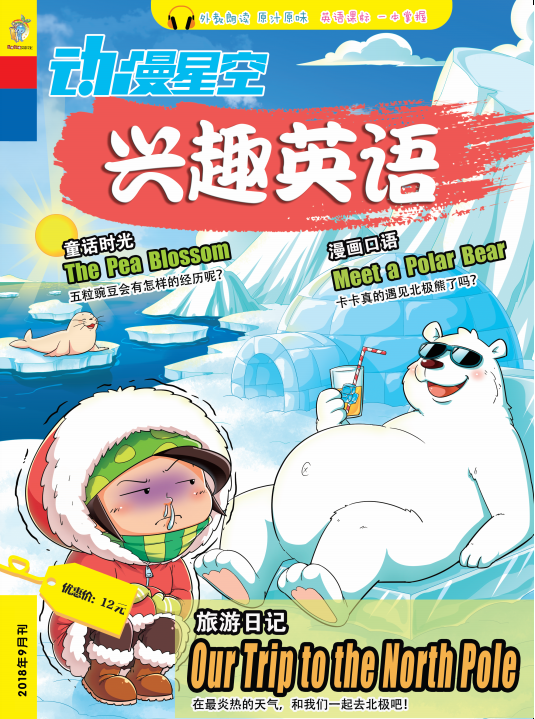 外教朗读 原汁原味 英语课标 一步掌握
动漫星空
兴趣英语
童话时光
The Pea Blossom
五粒豌豆会有怎样的经历呢？
漫画口语
Meet a Polar Bear
卡卡真的遇见北极熊了吗？
优惠价：12元
2018年9月刊
旅游日记
Our Trip to the North Pole
在最炎热的天气，和我们一起去北极吧！